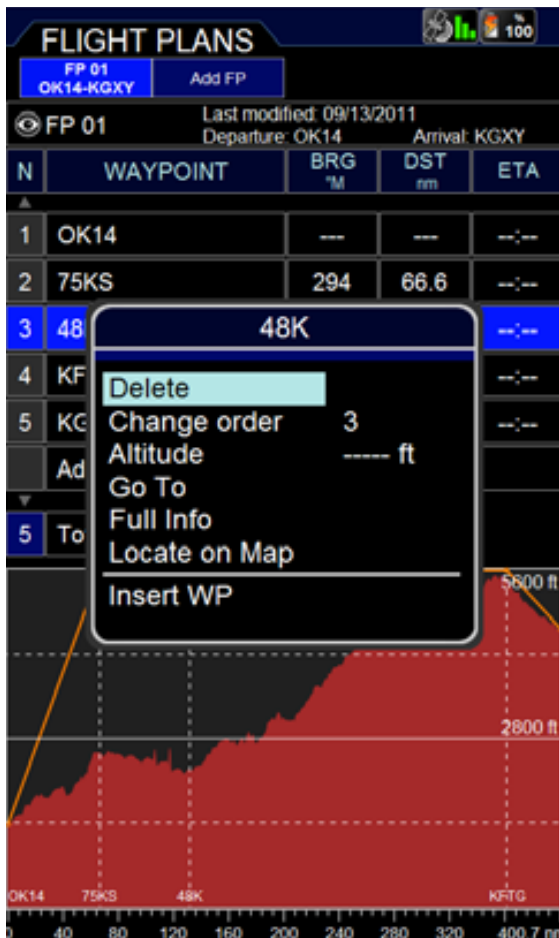 FLIGHT PLANS
% 100
FP 01
OK14-KGXY
Add FP
FP 01
Last modified: 09/13/2011
Departure: OK14 Arrival: KGXY
N WAYPOINT BRG °M DST nm ETA
1 OK14 --- --- --:--
2 75KS 294 66.6 --:--
3 48 --:--
4 KF --:--
5 KG --:--
Ad
5 To
48K
Delete
Change order 3
Altitude ----- ft
Go To
Full Info
Locate on Map
Insert WP
5600 ft
2800 ft
OK14 75KS 48K KFTG
40 80 120 160 200 240 280 320 400.7 nm